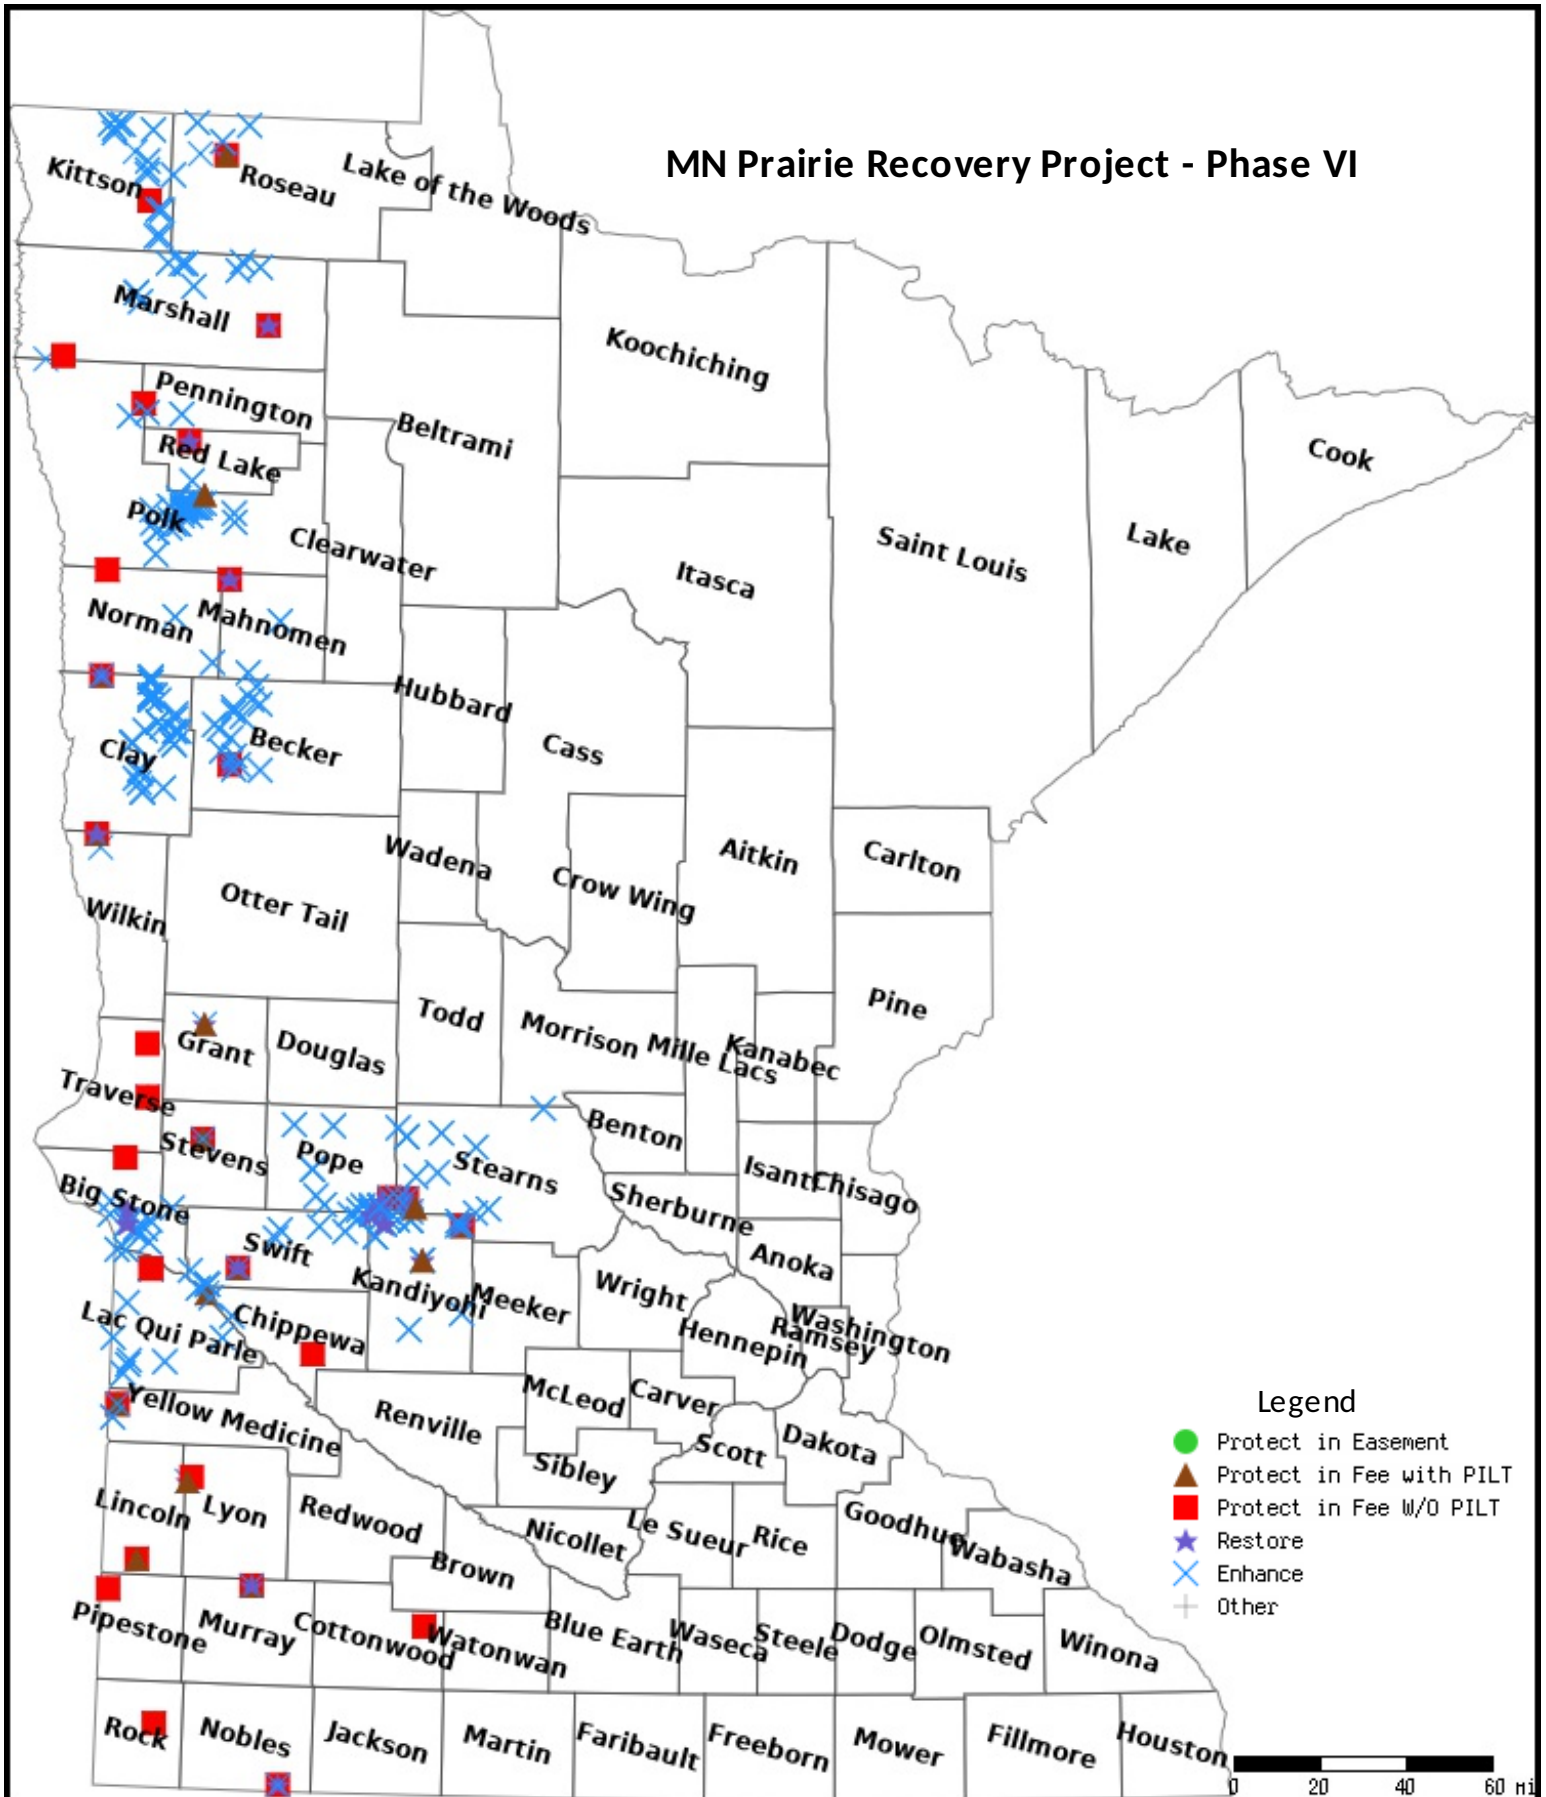 MN Prairie Recovery Project - Phase VI
Kittson
Roseau
Lake of the Woods
Marshall
Koochiching
Pennington
Beltrami
Red Lake
Cook
Polk
Clearwater
Saint Louis
Lake
Itasca
Norman
Mahnomen
Hubbard
Clay
Becker
Cass
Wadena
Aitkin
Carlton
Crow Wing
Otter Tail
Wilkin
Pine
Todd
Morrison
Mille Lacs
Kanabec
Grant
Douglas
Traverse
Benton
Stevens
Pope
Stearns
Isanti
Chisago
Big Stone
Sherburne
Swift
Anoka
Kandiyohi
Meeker
Wright
Washington
Ramsey
Hennepin
Lac Qui Parle
Chippewa
McLeod
Carver
Yellow Medicine
Renville
Scott
Dakota
Sibley
Lincoln
Lyon
Redwood
Nicollet
Le Sueur
Rice
Goodhue
Wabasha
Brown
Pipestone
Murray
Cottonwood
Watonwan
Blue Earth
Waseca
Steele
Dodge
Olmsted
Winona
Rock
Nobles
Jackson
Martin
Faribault
Freeborn
Mower
Fillmore
Houston
Legend
Protect in Easement
Protect in Fee with PILT
Protect in Fee W/O PILT
Restore
Enhance
Other
0 20 40 60 mi